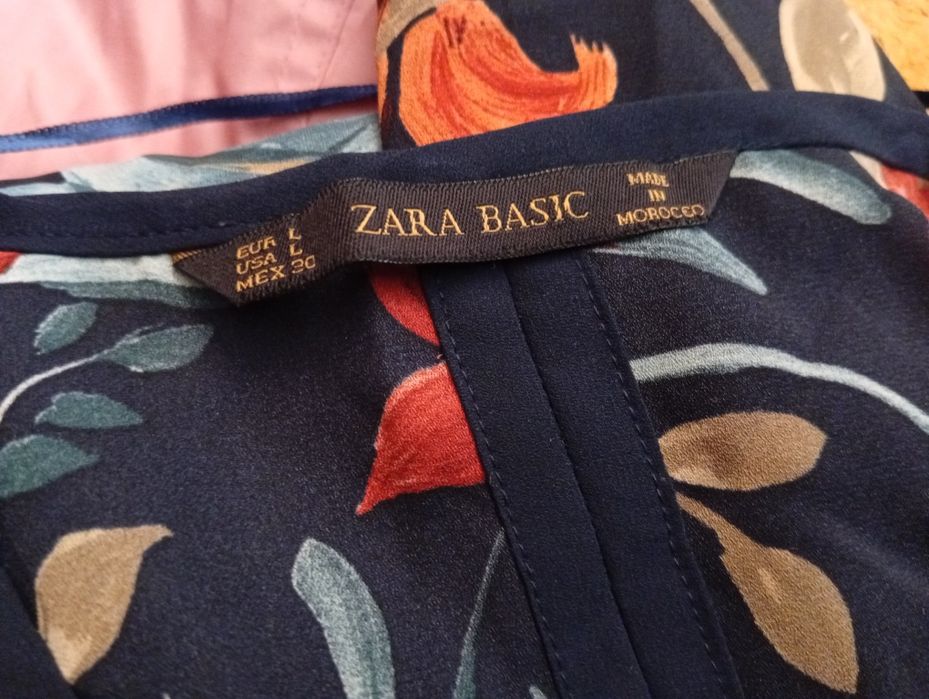 EUR L
USA L
MEX 30
ZARA BASIC
MADE
IN
MOROCCO